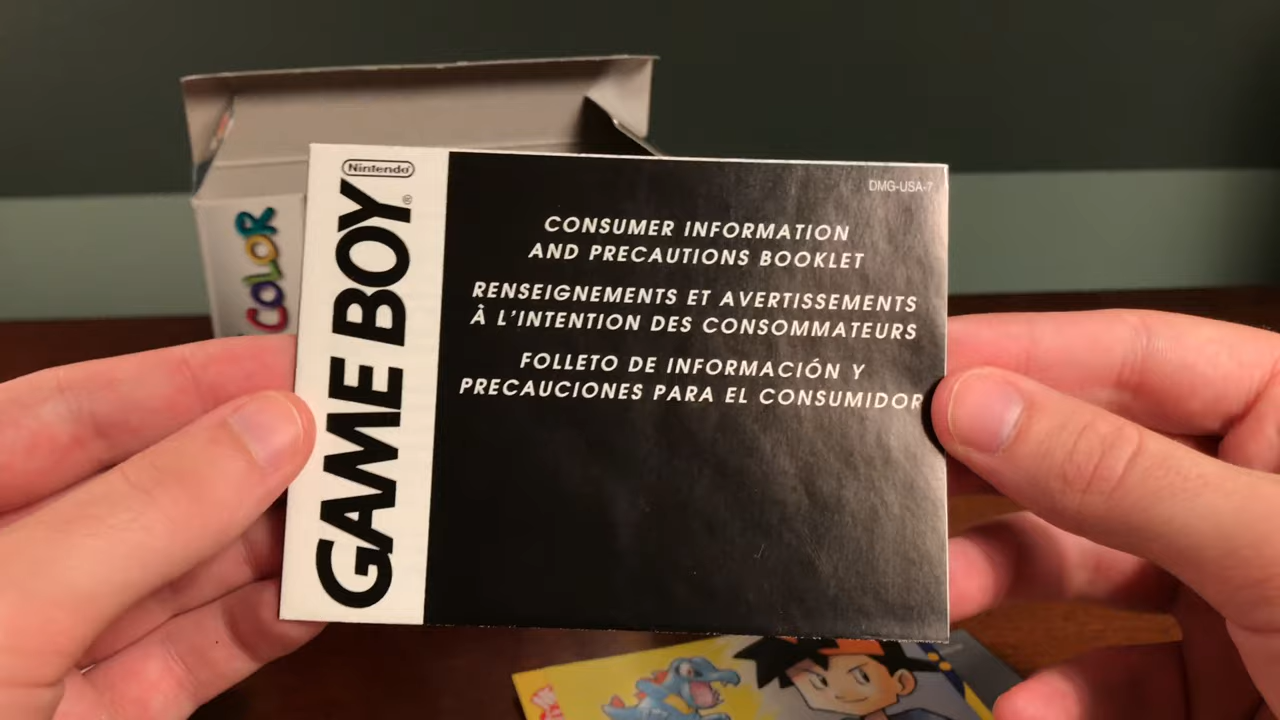 COLOR
Nintendo®
GAME BOY®
DMG-USA-7
CONSUMER INFORMATION
AND PRECAUTIONS BOOKLET
RENSEIGNEMENTS ET AVERTISSEMENTS
À L'INTENTION DES CONSOMMATEURS
FOLLETO DE INFORMACIÓN Y
PRECAUCIONES PARA EL CONSUMIDOR